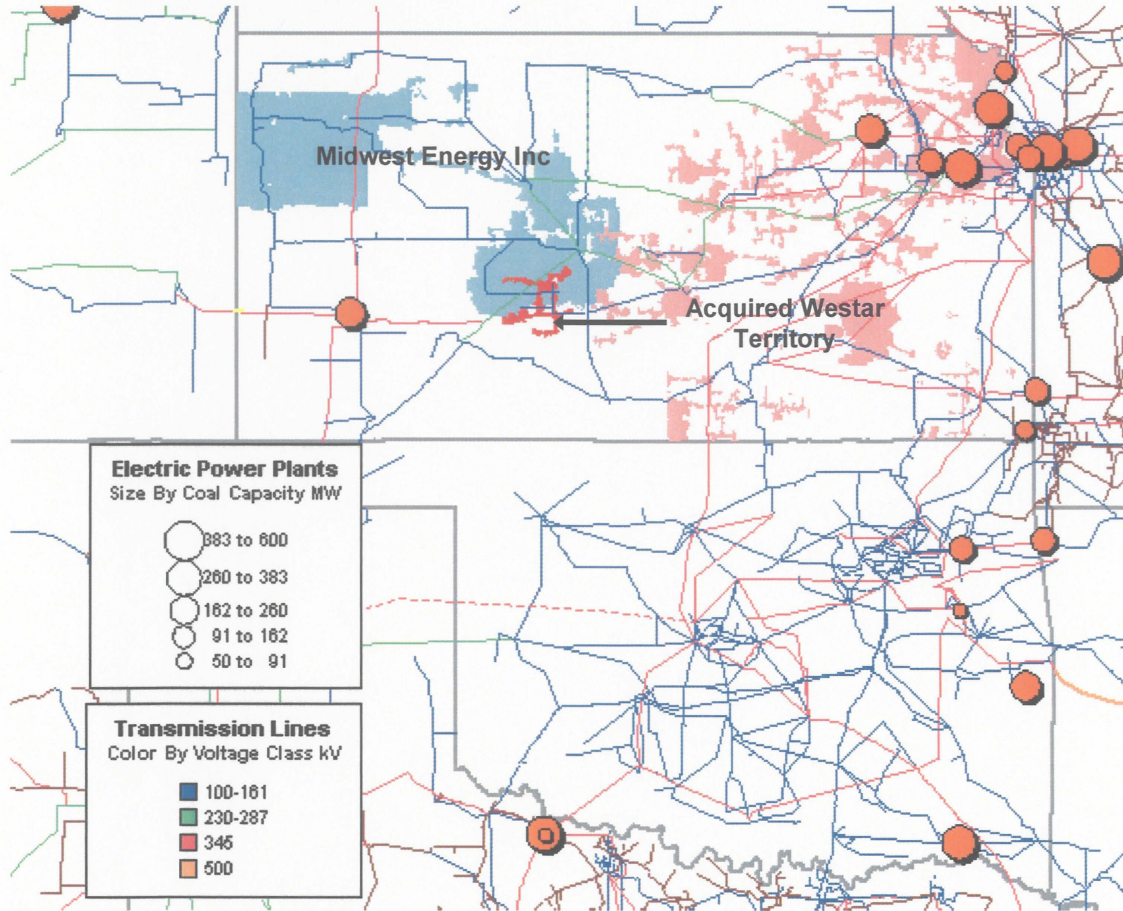 Midwest Energy Inc
Acquired Westar
Territory
Electric Power Plants
Size By Coal Capacity MW
383 to 600
260 to 383
162 to 260
91 to 162
50 to 91
Transmission Lines
Color By Voltage Class kV
100-161
230-287
345
500